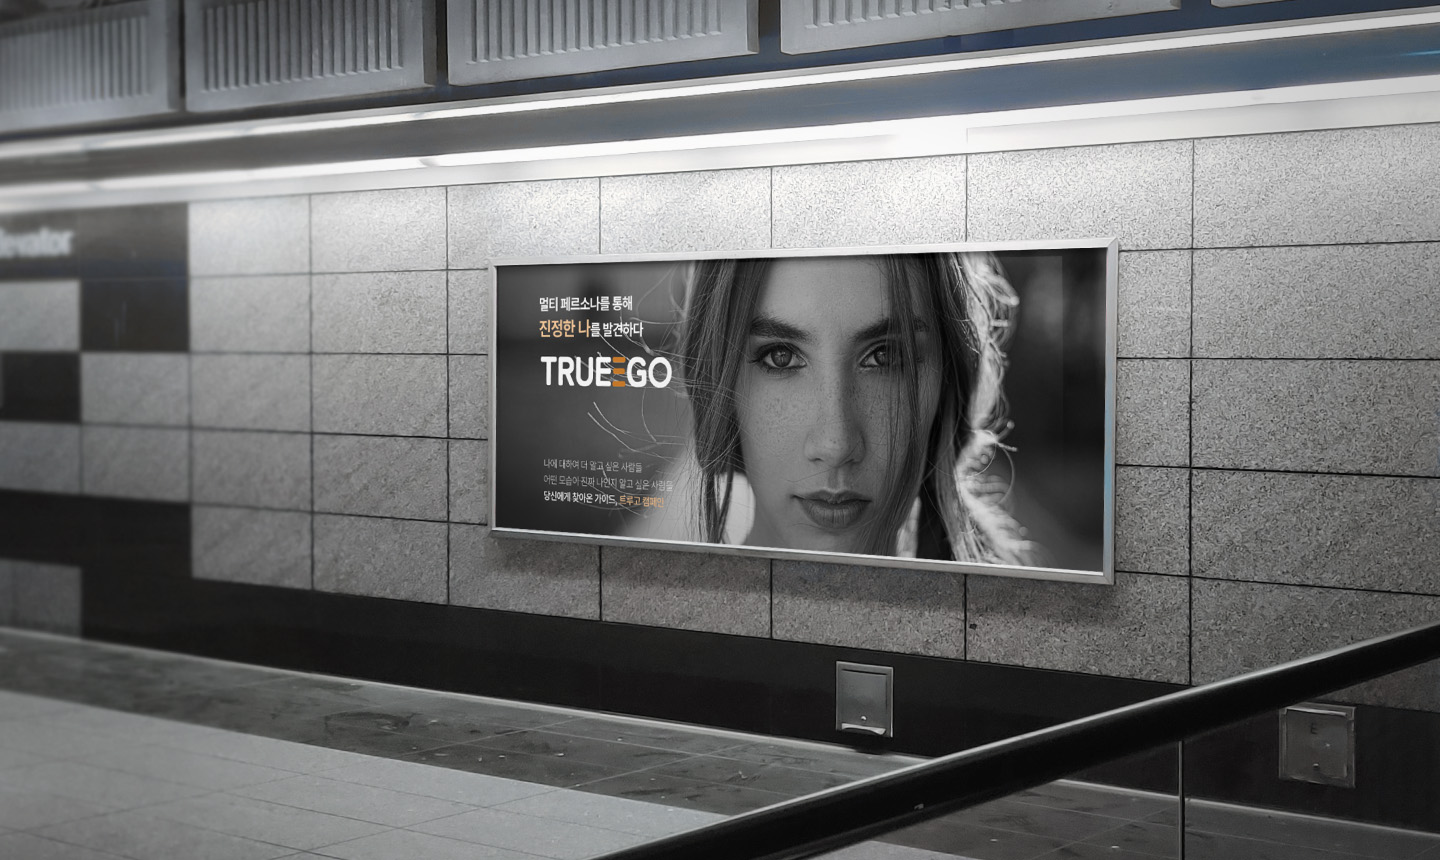 levator
멀티 페르소나를 통해
진정한 나를 발견하다
TRUEEGO
나에 대하여 더 알고 싶은 사람들
어떤 모습이 진짜 나인지 알고 싶은 사람들
당신에게 찾아온 가이드, 트루고 캠페인
E